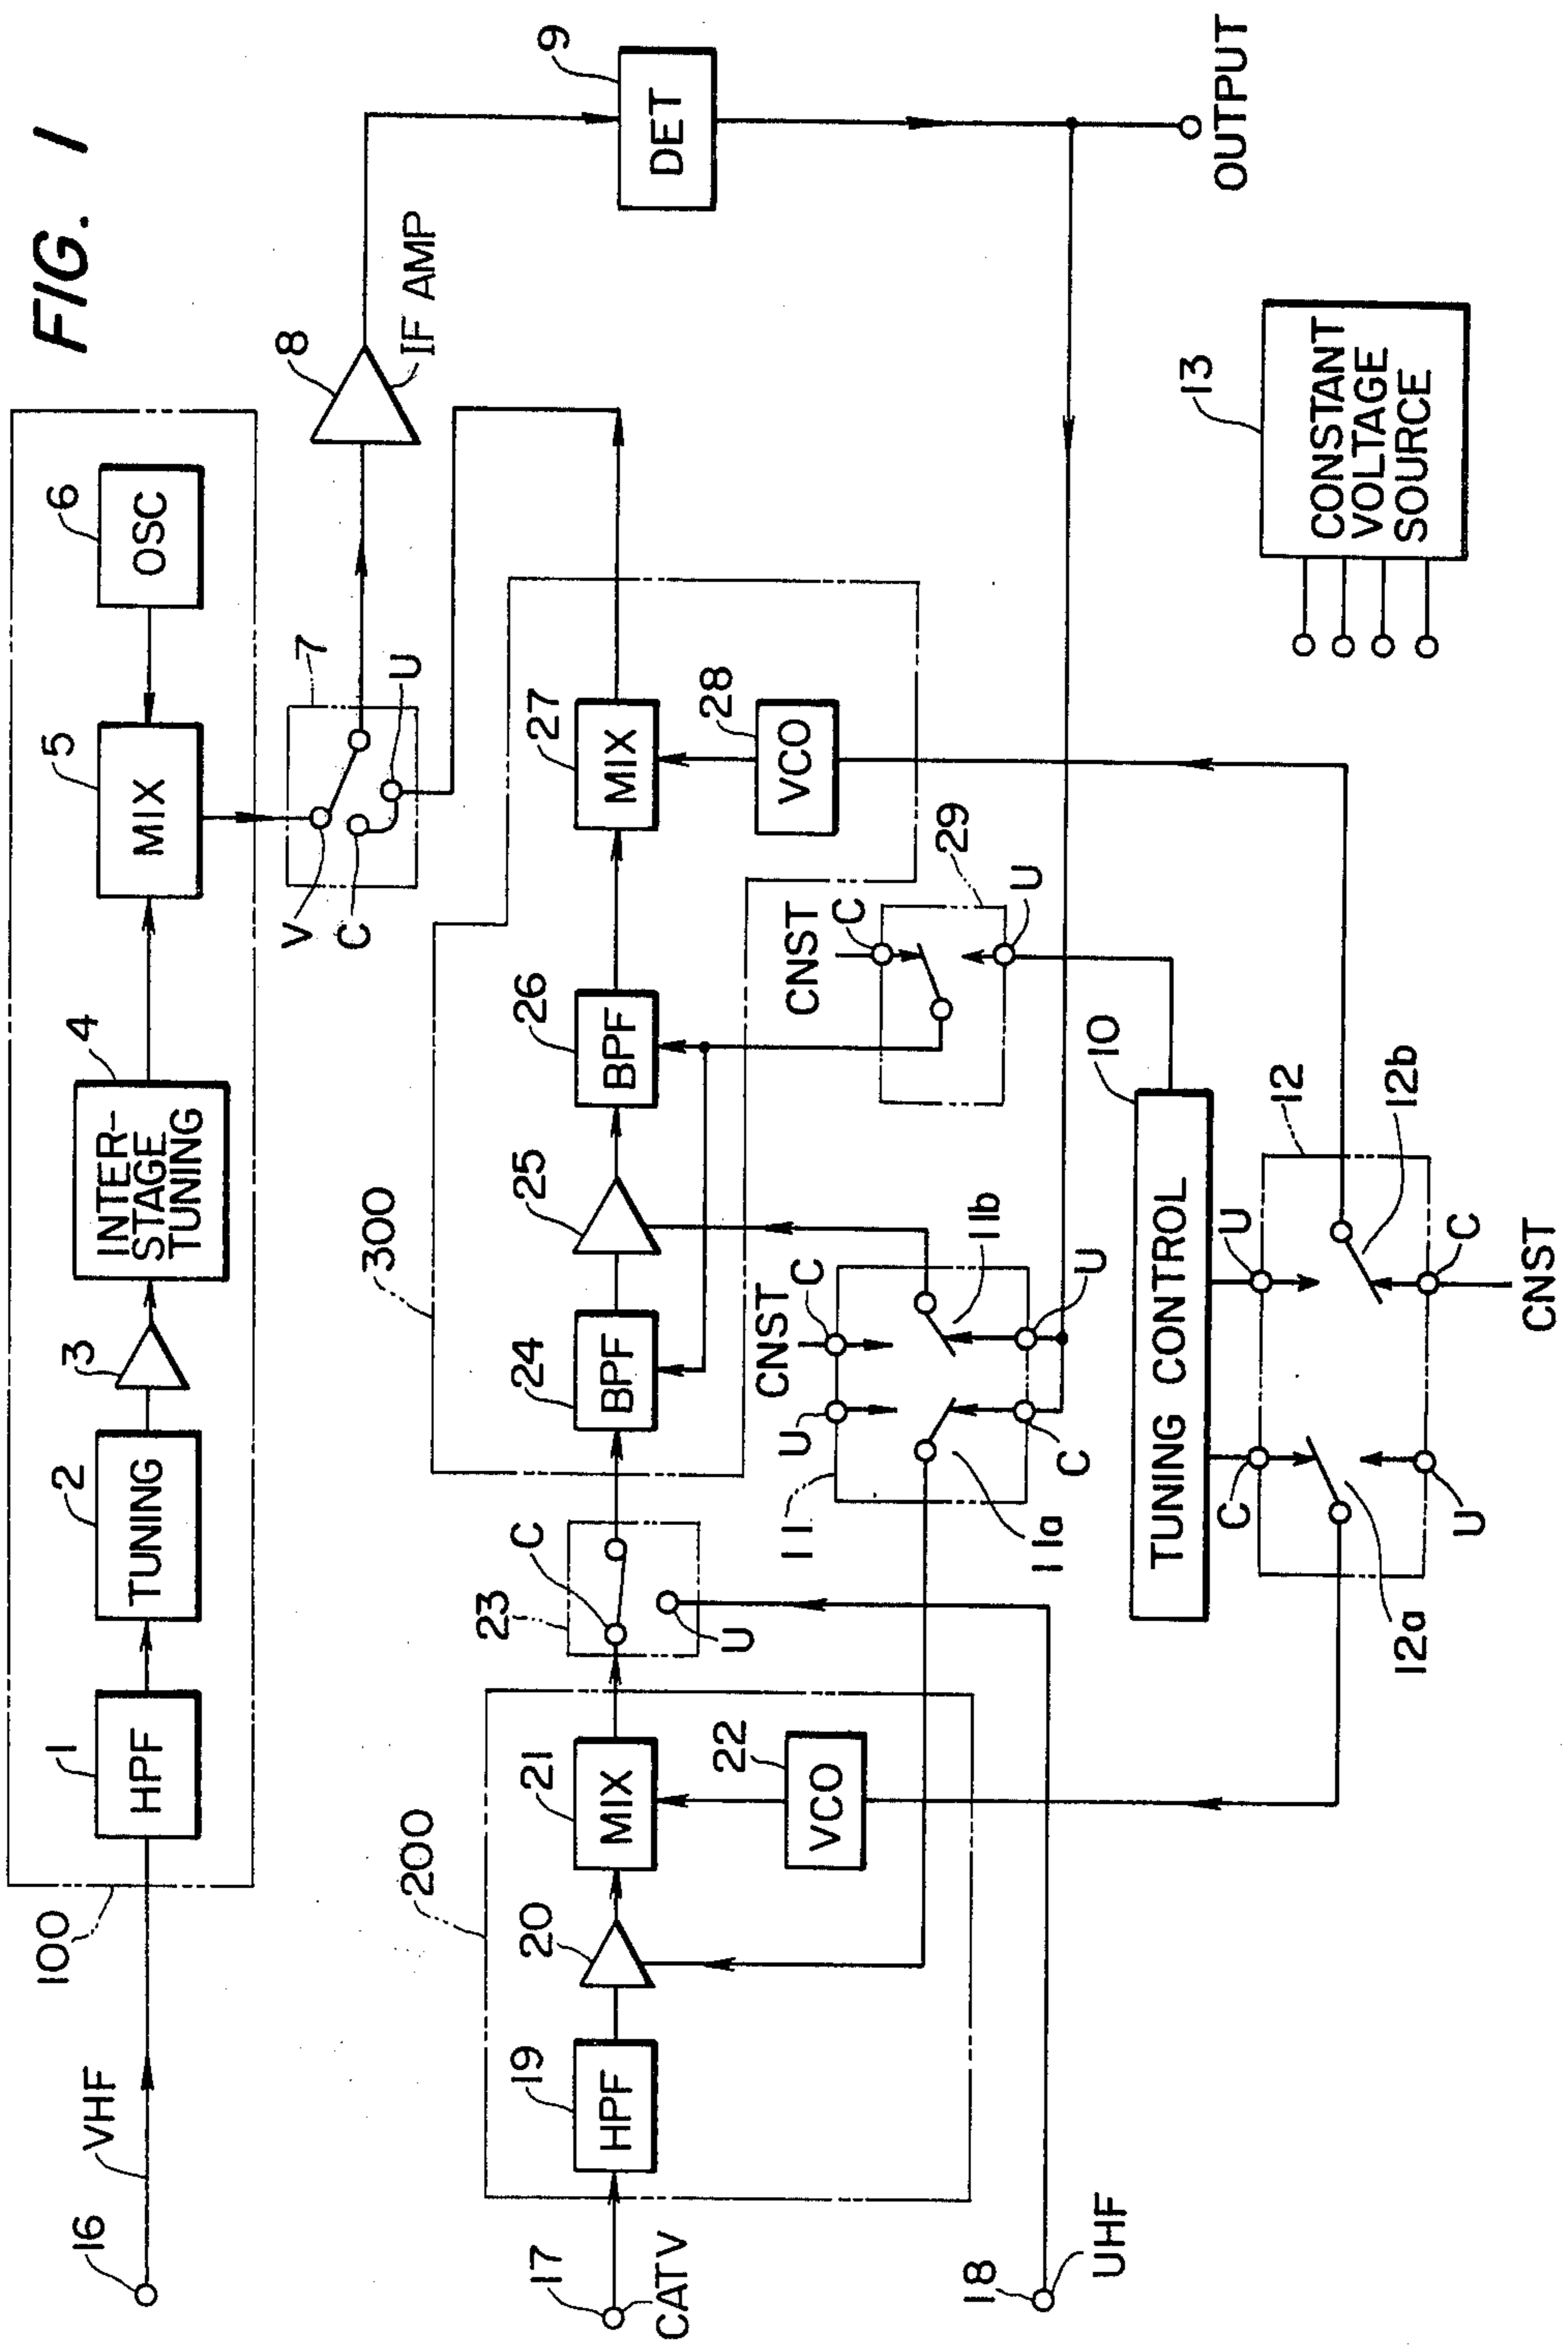 FIG. 1
100
16
VHF
1
HPF
2
TUNING
3
4
INTER-
STAGE
TUNING
5
MIX
6
OSC
7
V
C
U
8
IF AMP
9
DET
OUTPUT
300
200
17
CATV
19
HPF
20
21
MIX
22
VCO
23
C
U
24
BPF
25
26
BPF
27
MIX
28
VCO
29
CNST
C
U
CNST
C
U
11
11a
11b
C
U
18
UHF
10
TUNING CONTROL
12
C
U
12a
12b
U
C
CNST
13
CONSTANT
VOLTAGE
SOURCE